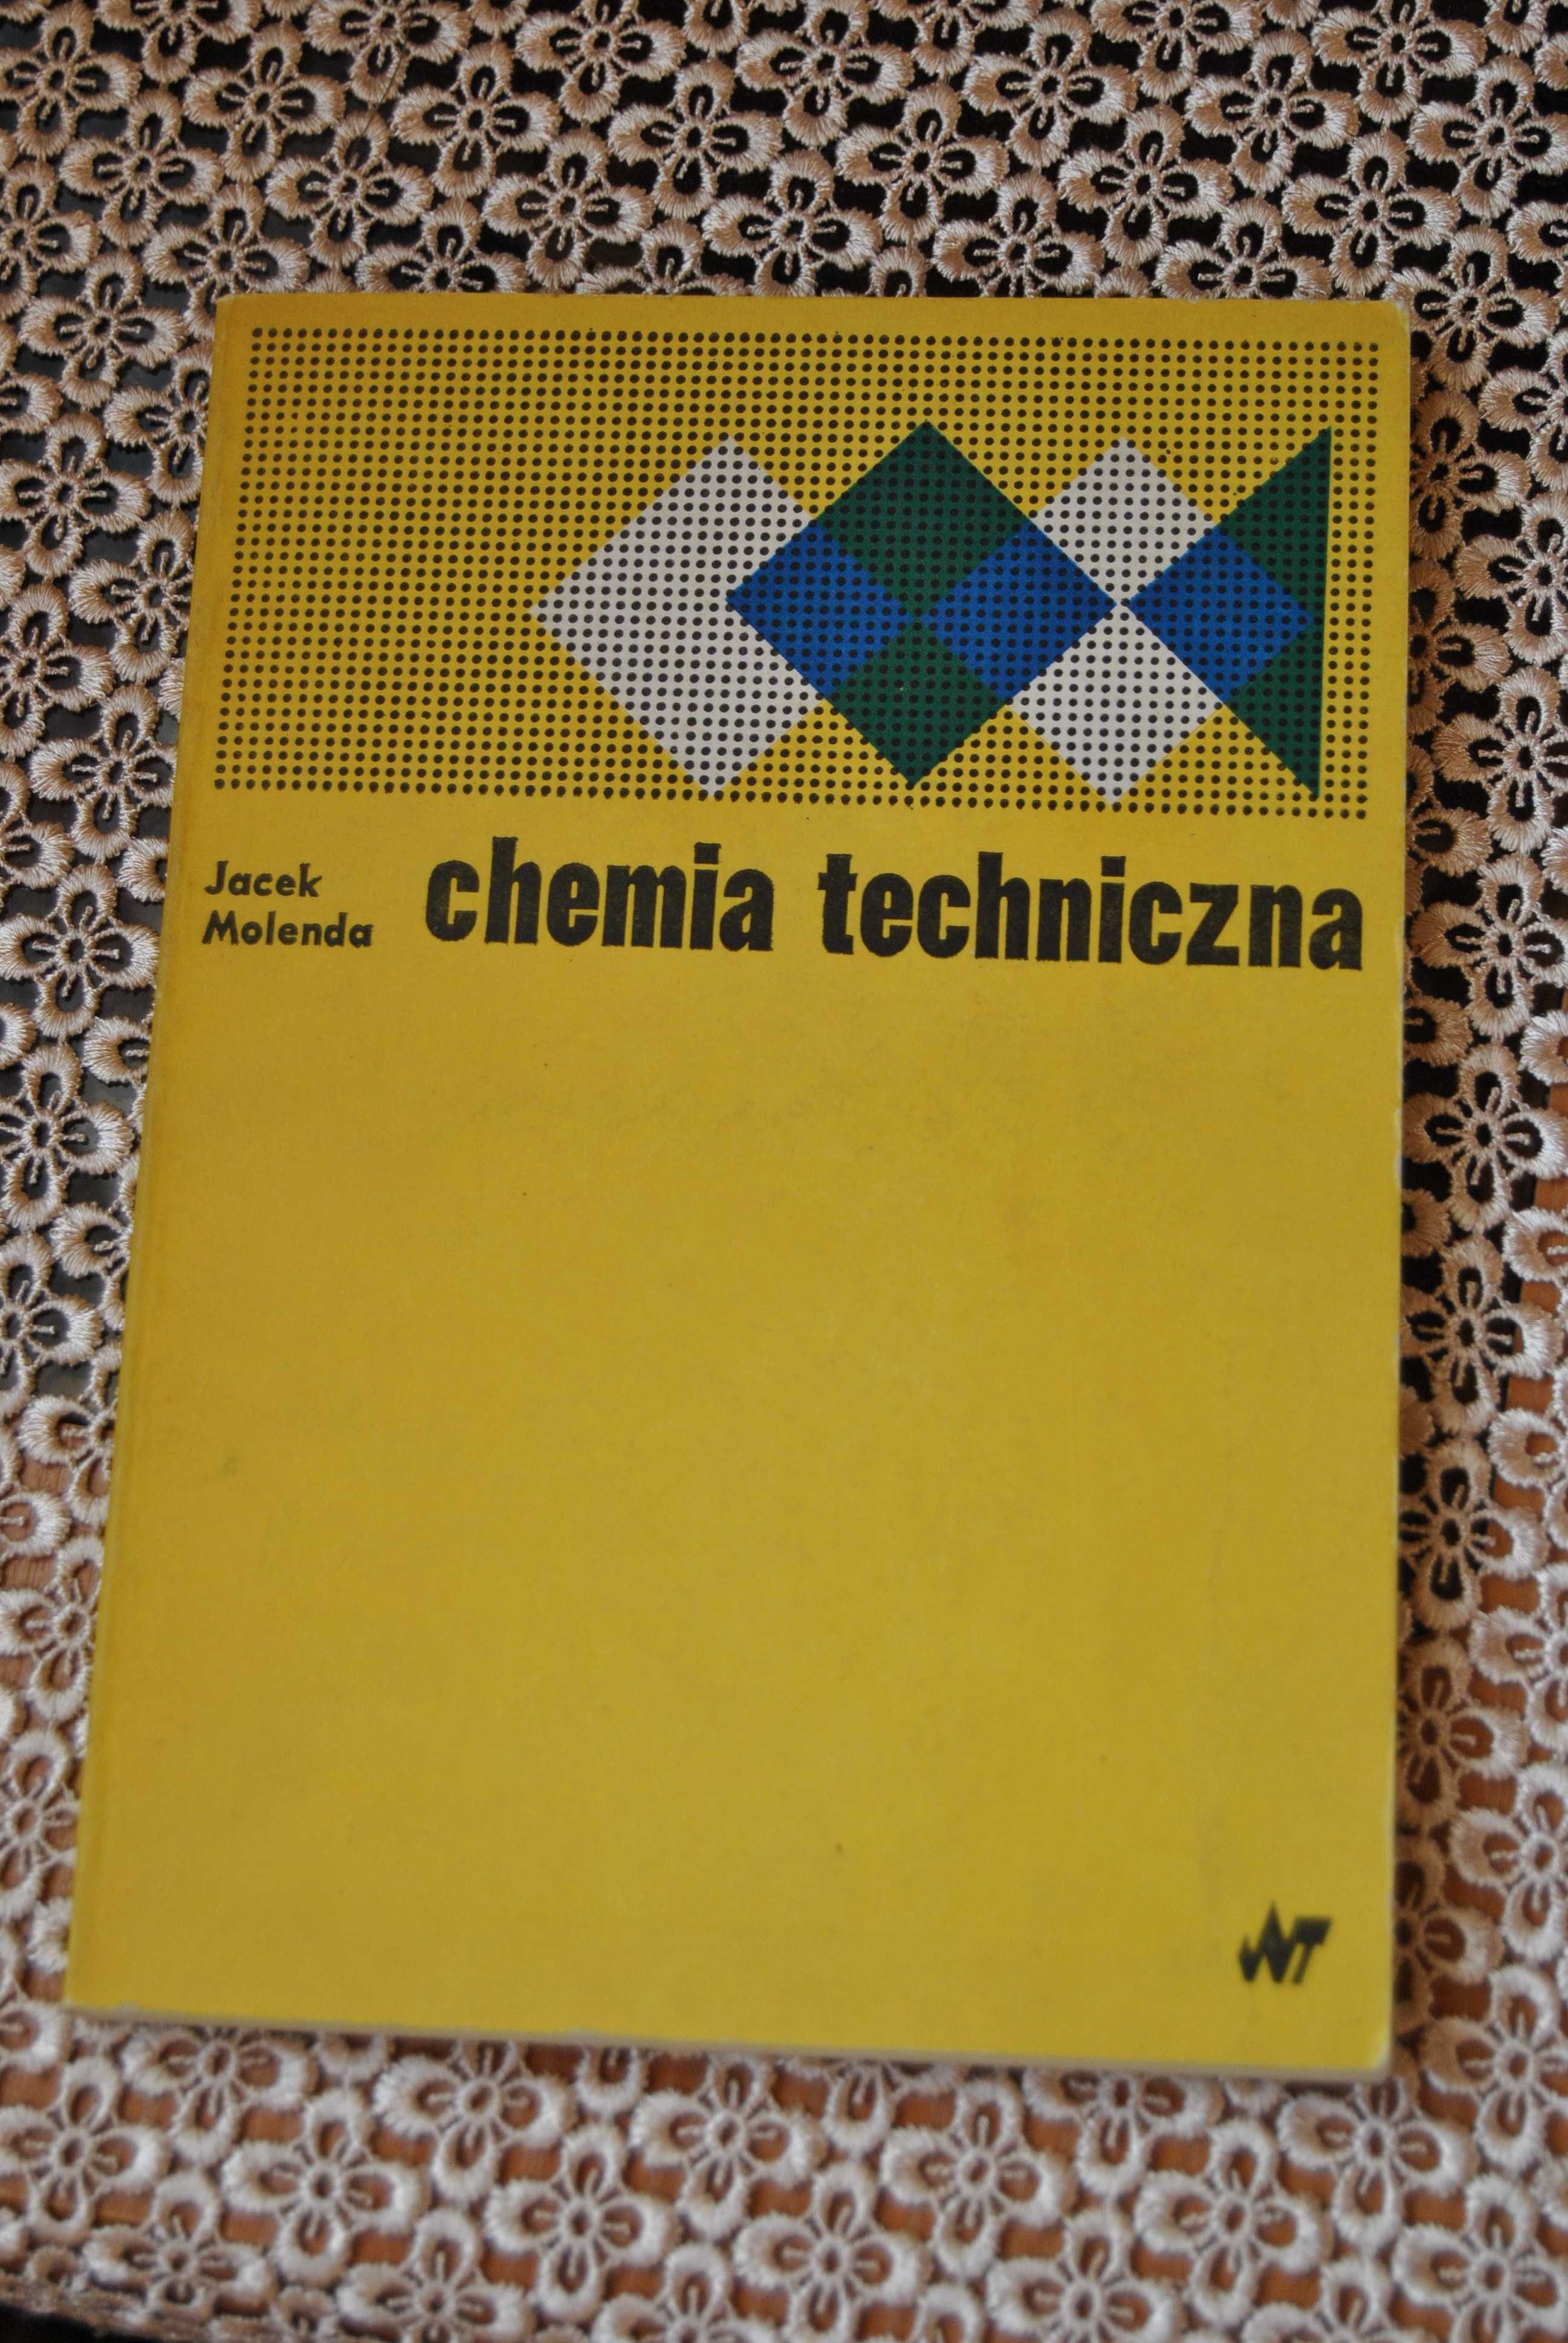 Jacek
Molenda
chemia techniczna
WNT